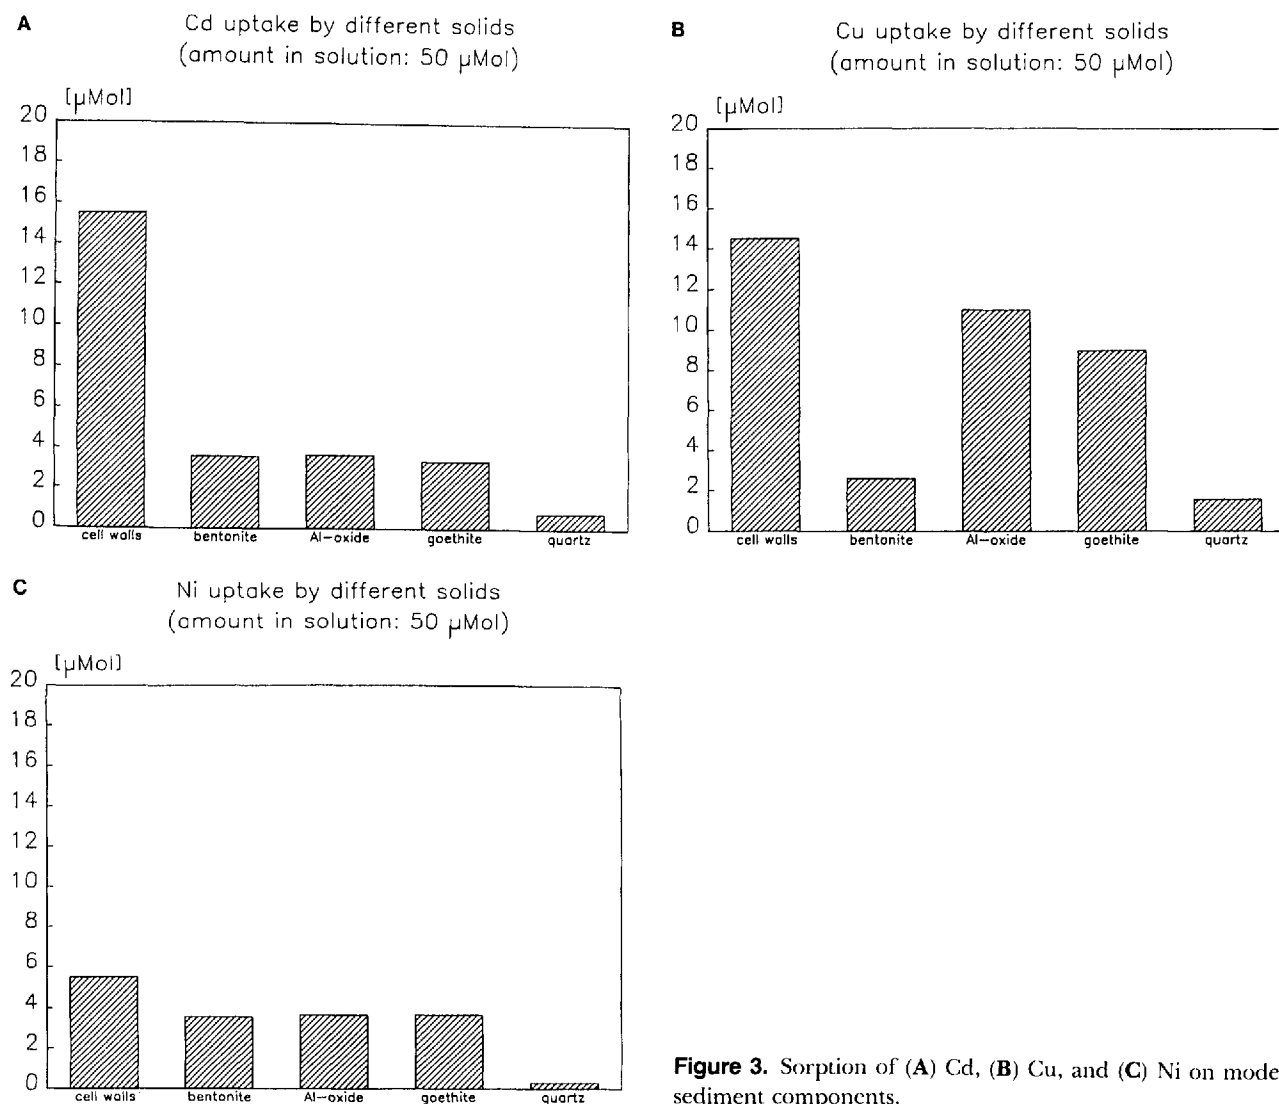 A
Cd uptake by different solids
(amount in solution: 50 µMol)
[µMol]
20
18
16
14
12
10
8
6
4
2
0
cell walls bentonite Al-oxide goethite quartz
B
Cu uptake by different solids
(amount in solution: 50 µMol)
[µMol]
20
18
16
14
12
10
8
6
4
2
0
cell walls bentonite Al-oxide goethite quartz
C
Ni uptake by different solids
(amount in solution: 50 µMol)
[µMol]
20
18
16
14
12
10
8
6
4
2
0
cell walls bentonite Al-oxide goethite quartz
Figure 3. Sorption of (A) Cd, (B) Cu, and (C) Ni on mode
sediment components.